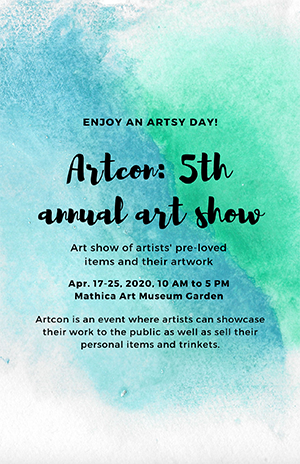 ENJOY AN ARTSY DAY!
Artcon: 5th
annual art show
Art show of artists' pre-loved
items and their artwork
Apr. 17-25, 2020, 10 AM to 5 PM
Mathica Art Museum Garden
Artcon is an event where artists can showcase
their work to the public as well as sell their
personal items and trinkets.